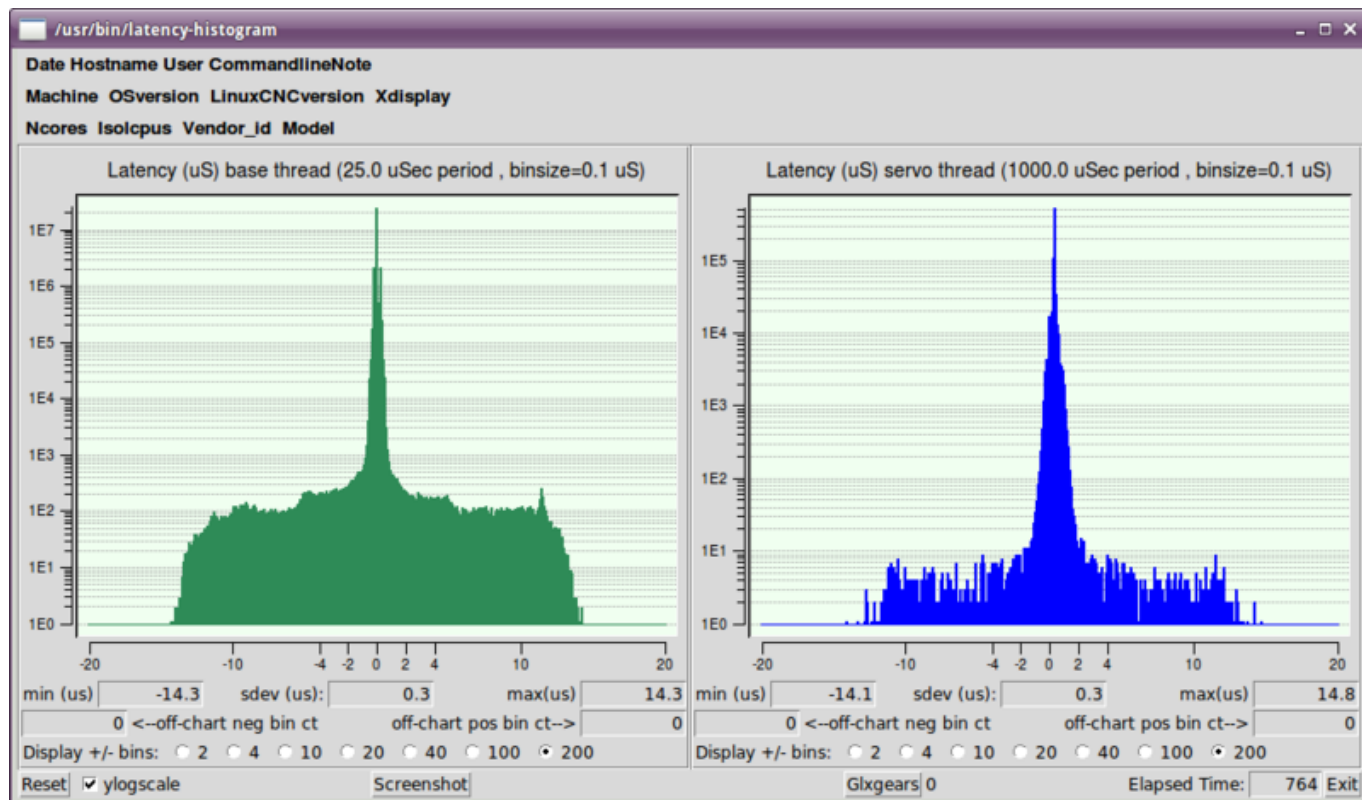 /usr/bin/latency-histogram
Date Hostname User CommandlineNote
Machine OSversion LinuxCNCversion Xdisplay
Ncores Isolcpus Vendor_id Model
Latency (uS) base thread (25.0 uSec period , binsize=0.1 uS)
1E7
1E6
1E5
1E4
1E3
1E2
1E1
1E0
-20 -10 -4 -2 0 2 4 10 20
min (us) -14.3 sdev (us): 0.3 max(us) 14.3
0 <--off-chart neg bin ct off-chart pos bin ct--> 0
Display +/- bins: 2 4 10 20 40 100 200
Latency (uS) servo thread (1000.0 uSec period , binsize=0.1 uS)
1E5
1E4
1E3
1E2
1E1
1E0
-20 -10 -4 -2 0 2 4 10 20
min (us) -14.1 sdev (us): 0.3 max(us) 14.8
0 <--off-chart neg bin ct off-chart pos bin ct--> 0
Display +/- bins: 2 4 10 20 40 100 200
Reset ylogscale Screenshot Glxgears 0 Elapsed Time: 764 Exit